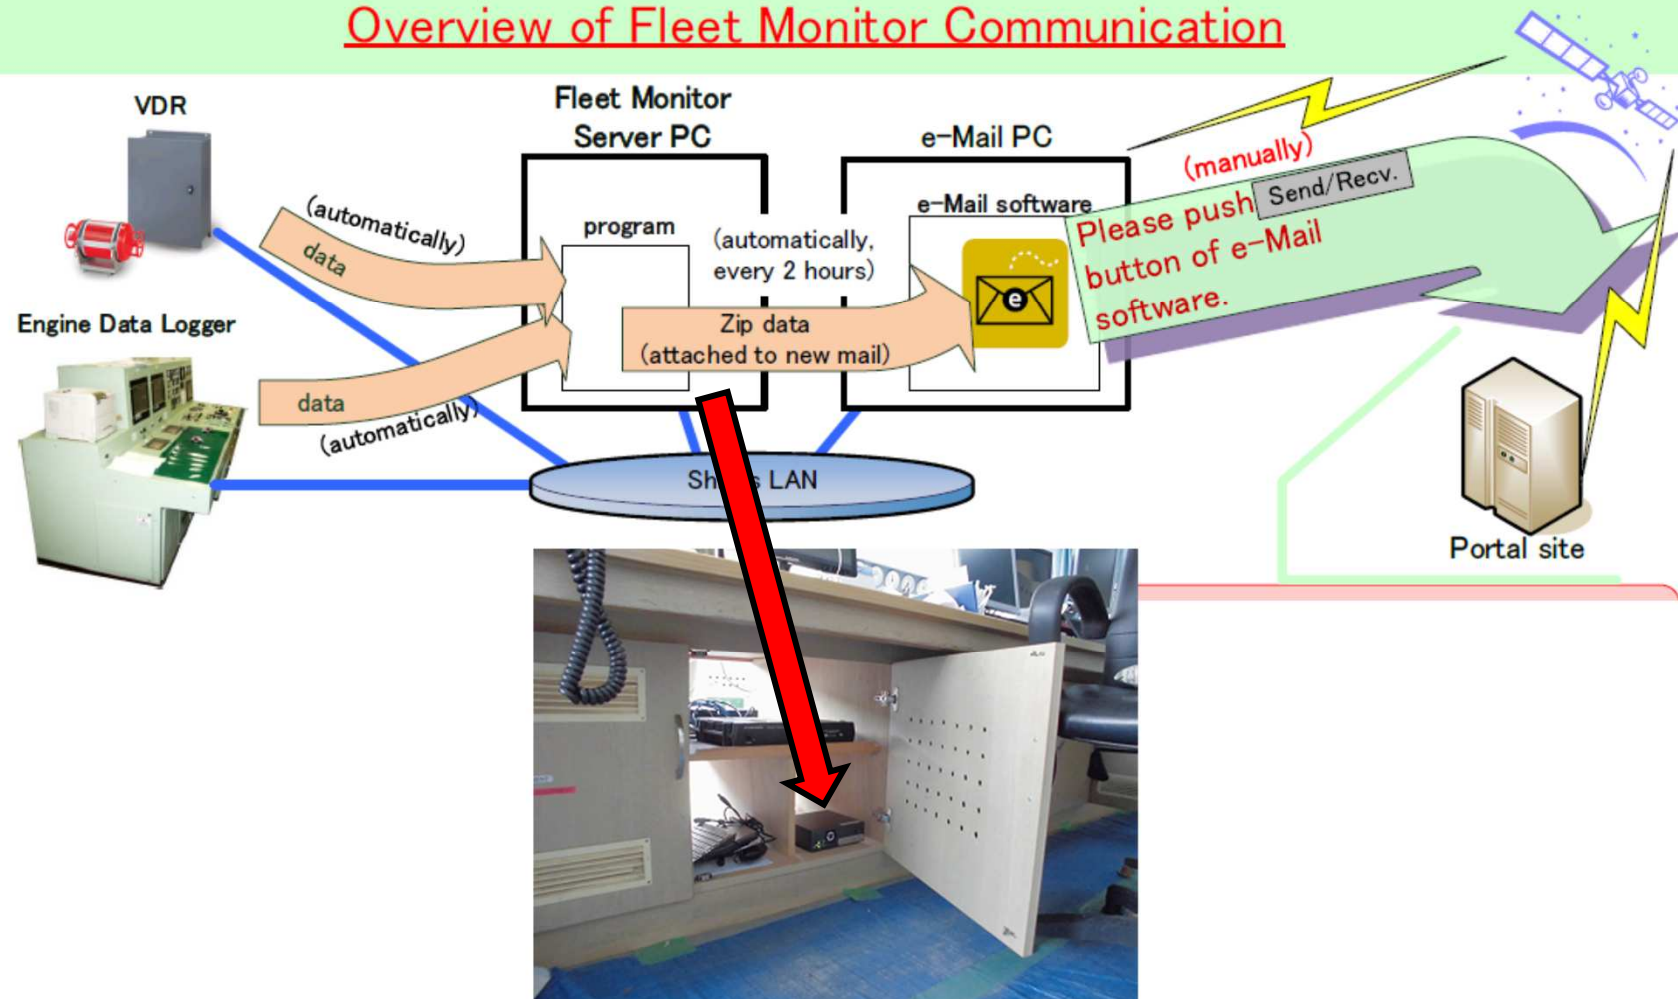 Overview of Fleet Monitor Communication
VDR
Fleet Monitor
Server PC
e-Mail PC
(manually)
Send/Recv.
Please push
button of e-Mail
software.
(automatically)
data
program
e-Mail software
(automatically,
every 2 hours)
e
Engine Data Logger
Zip data
(attached to new mail)
data
(automatically)
LAN
Portal site